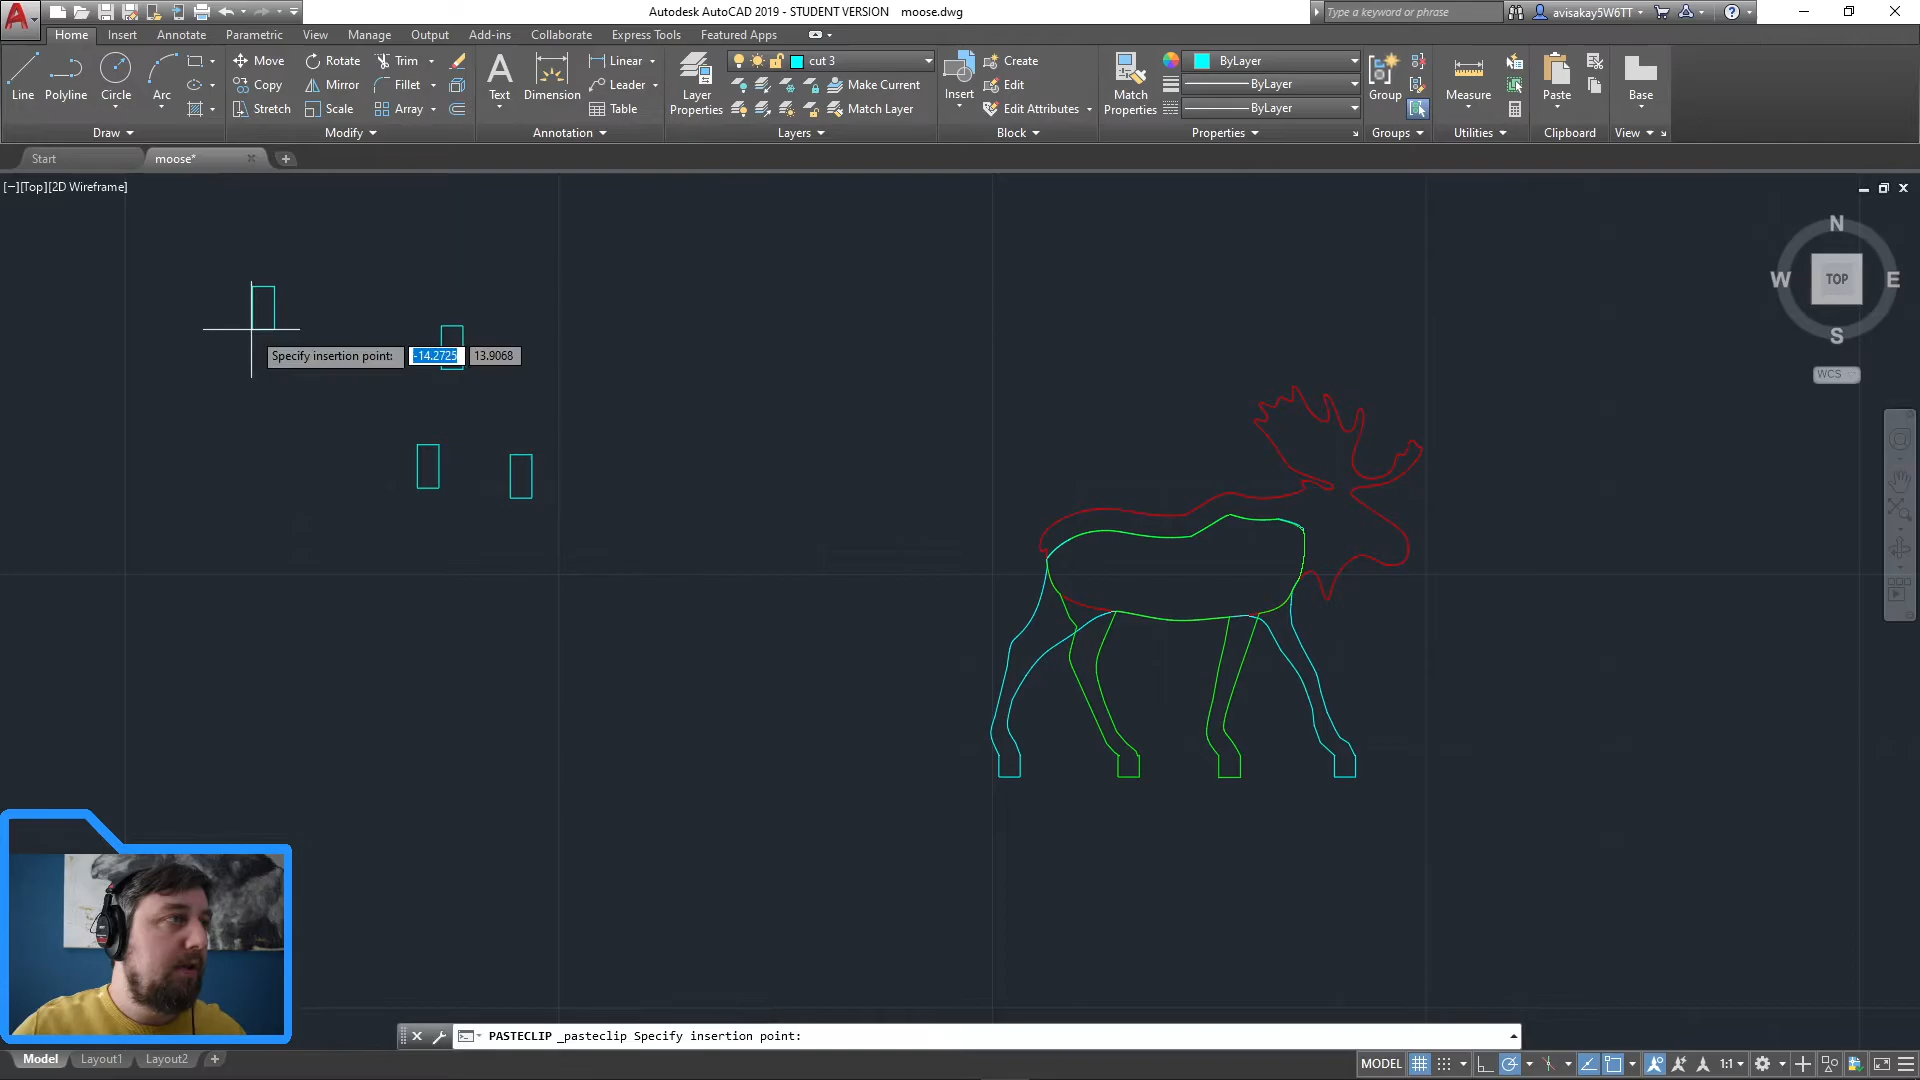 Autodesk AutoCAD 2019 - STUDENT VERSION moose.dwg
Type a keyword or phrase
avisakay5W6TT
Home Insert Annotate Parametric View Manage Output Add-ins Collaborate Express Tools Featured Apps
Line Polyline Circle Arc
Move Rotate Trim
Copy Mirror Fillet
Stretch Scale Array
Text Dimension
Linear
Leader
Table
Layer Properties
cut 3
Make Current
Match Layer
Insert
Create
Edit
Edit Attributes
Match Properties
ByLayer
ByLayer
ByLayer
Group Measure Paste Base
Draw Modify Annotation Layers Block Properties Groups Utilities Clipboard View
Start moose*
[−][Top][2D Wireframe]
N
W TOP E
S
WCS
Specify insertion point: -14.2725 13.9068
PASTECLIP _pasteclip Specify insertion point:
Model Layout1 Layout2
MODEL 1:1